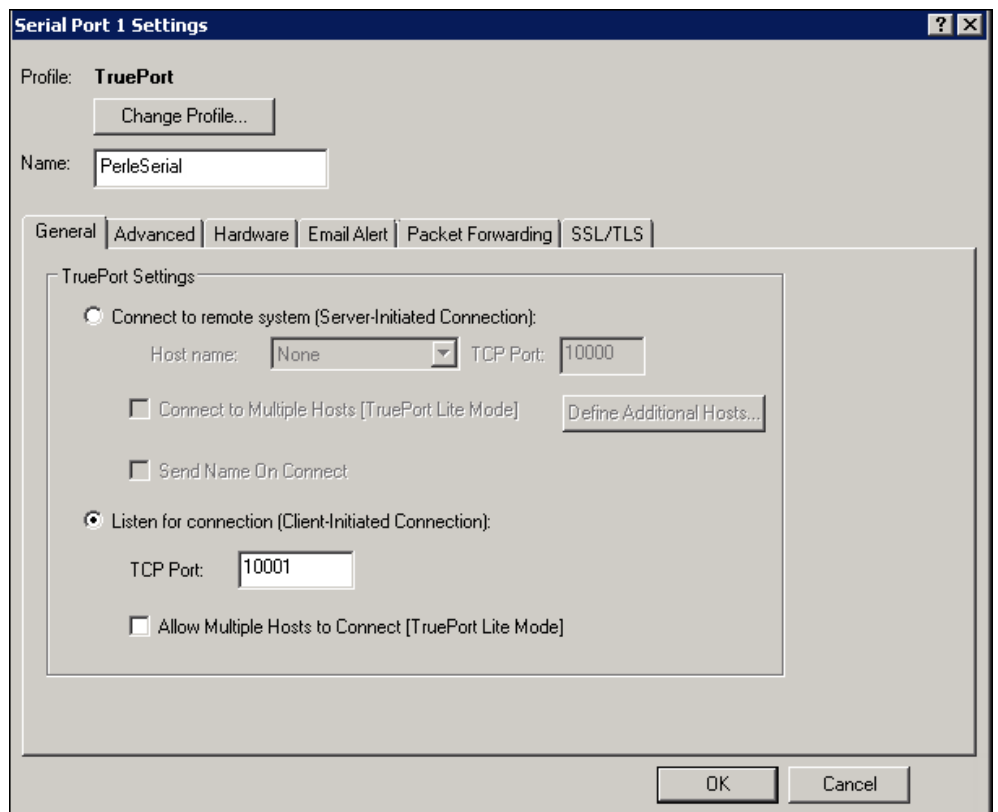 Serial Port 1 Settings
Profile: TruePort
Change Profile...
Name: PerleSerial
General Advanced Hardware Email Alert Packet Forwarding SSL/TLS
TruePort Settings
Connect to remote system (Server-Initiated Connection):
Host name: None TCP Port: 10000
Connect to Multiple Hosts [TruePort Lite Mode] Define Additional Hosts...
Send Name On Connect
Listen for connection (Client-Initiated Connection):
TCP Port: 10001
Allow Multiple Hosts to Connect [TruePort Lite Mode]
OK Cancel